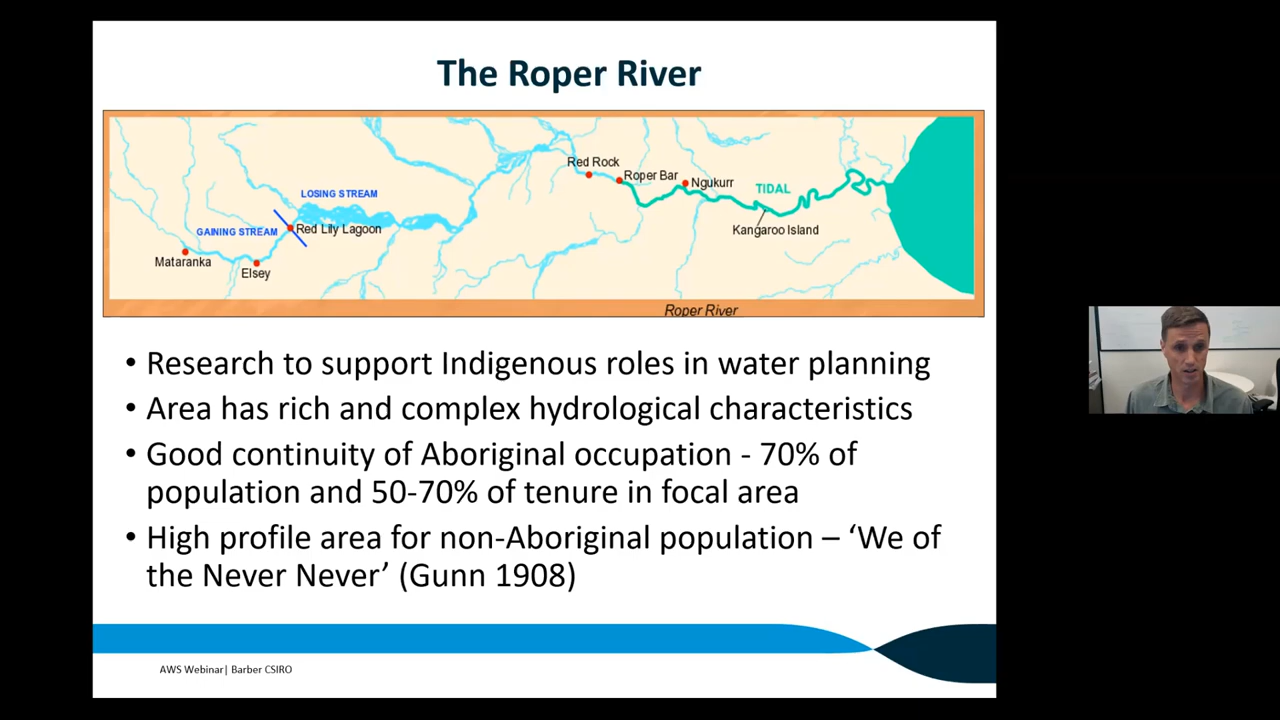 The Roper River
Red Rock
Roper Bar
Ngukurr
LOSING STREAM
TIDAL
GAINING STREAM
Red Lily Lagoon
Kangaroo Island
Mataranka
Elsey
Roper River
• Research to support Indigenous roles in water planning
• Area has rich and complex hydrological characteristics
• Good continuity of Aboriginal occupation - 70% of
population and 50-70% of tenure in focal area
• High profile area for non-Aboriginal population – ‘We of
the Never Never’ (Gunn 1908)
AWS Webinar| Barber CSIRO